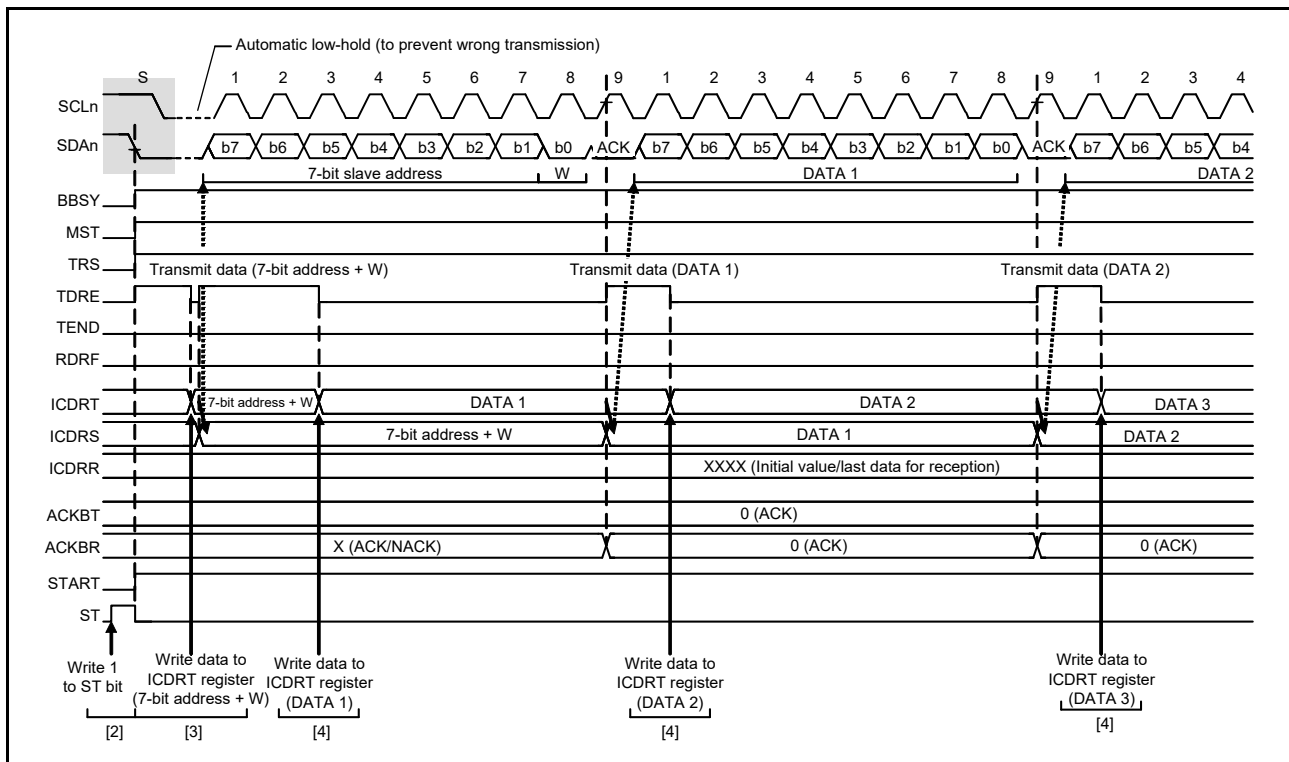 Automatic low-hold (to prevent wrong transmission)
S 1 2 3 4 5 6 7 8 9 1 2 3 4 5 6 7 8 9 1 2 3 4
SCLn
SDAn b7 b6 b5 b4 b3 b2 b1 b0 ACK b7 b6 b5 b4 b3 b2 b1 b0 ACK b7 b6 b5 b4
7-bit slave address W DATA 1 DATA 2
BBSY
MST
TRS
Transmit data (7-bit address + W) Transmit data (DATA 1) Transmit data (DATA 2)
TDRE
TEND
RDRF
ICDRT 7-bit address + W DATA 1 DATA 2 DATA 3
ICDRS 7-bit address + W DATA 1 DATA 2
ICDRR XXXX (Initial value/last data for reception)
ACKBT 0 (ACK)
ACKBR X (ACK/NACK) 0 (ACK) 0 (ACK)
START
ST
Write 1
to ST bit
[2]
Write data to
ICDRT register
(7-bit address + W)
[3]
Write data to
ICDRT register
(DATA 1)
[4]
Write data to
ICDRT register
(DATA 2)
[4]
Write data to
ICDRT register
(DATA 3)
[4]